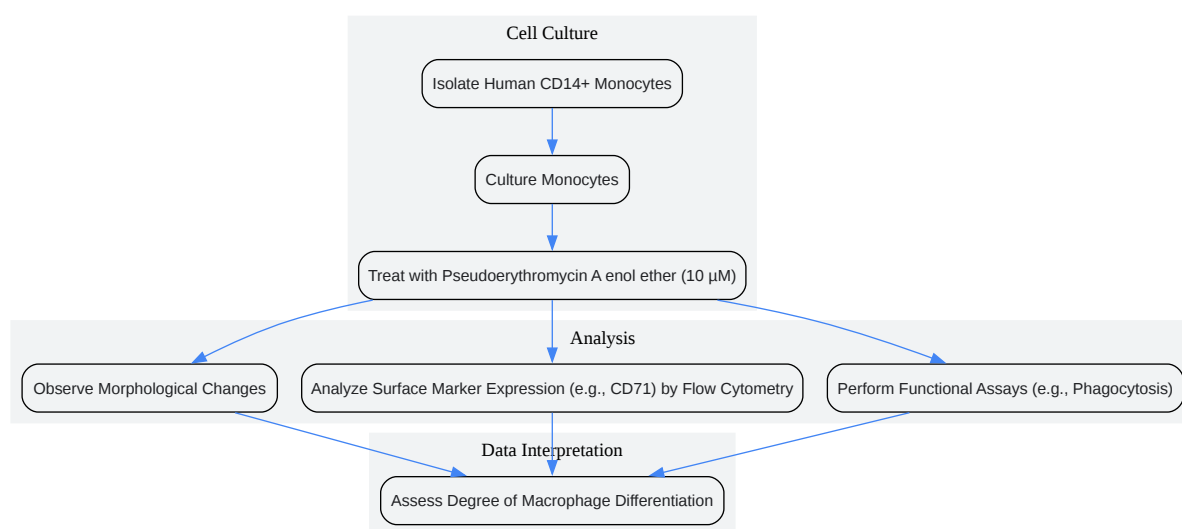 Cell Culture
Isolate Human CD14+ Monocytes
Culture Monocytes
Treat with Pseudoerythromycin A enol ether (10 µM)
Analysis
Observe Morphological Changes
Analyze Surface Marker Expression (e.g., CD71) by Flow Cytometry
Perform Functional Assays (e.g., Phagocytosis)
Data Interpretation
Assess Degree of Macrophage Differentiation